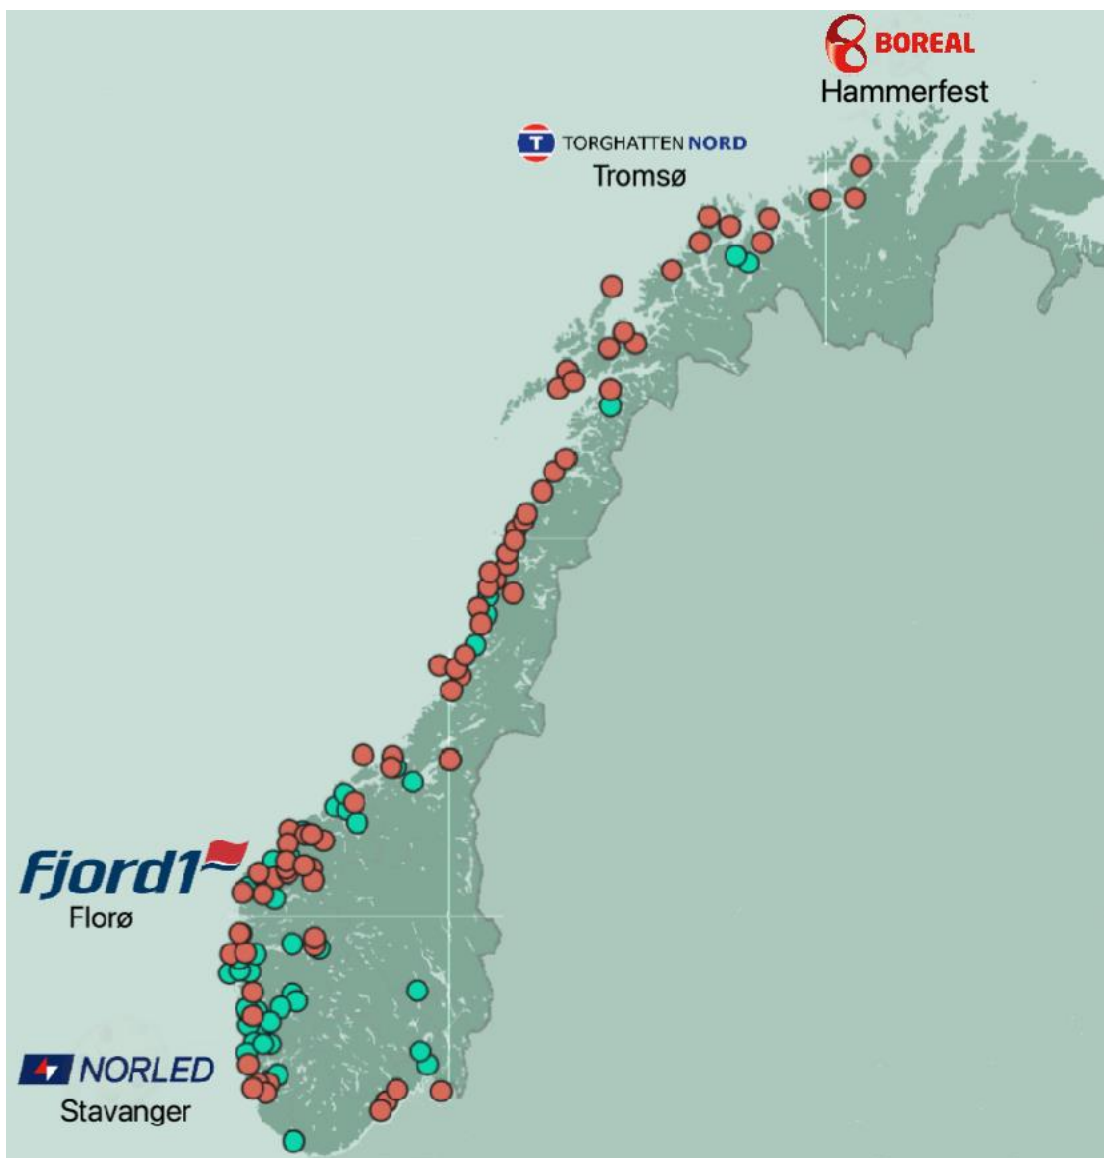 BOREAL
Hammerfest
T TORGHATTEN NORD
Tromsø
Fjord1
Florø
NORLED
Stavanger